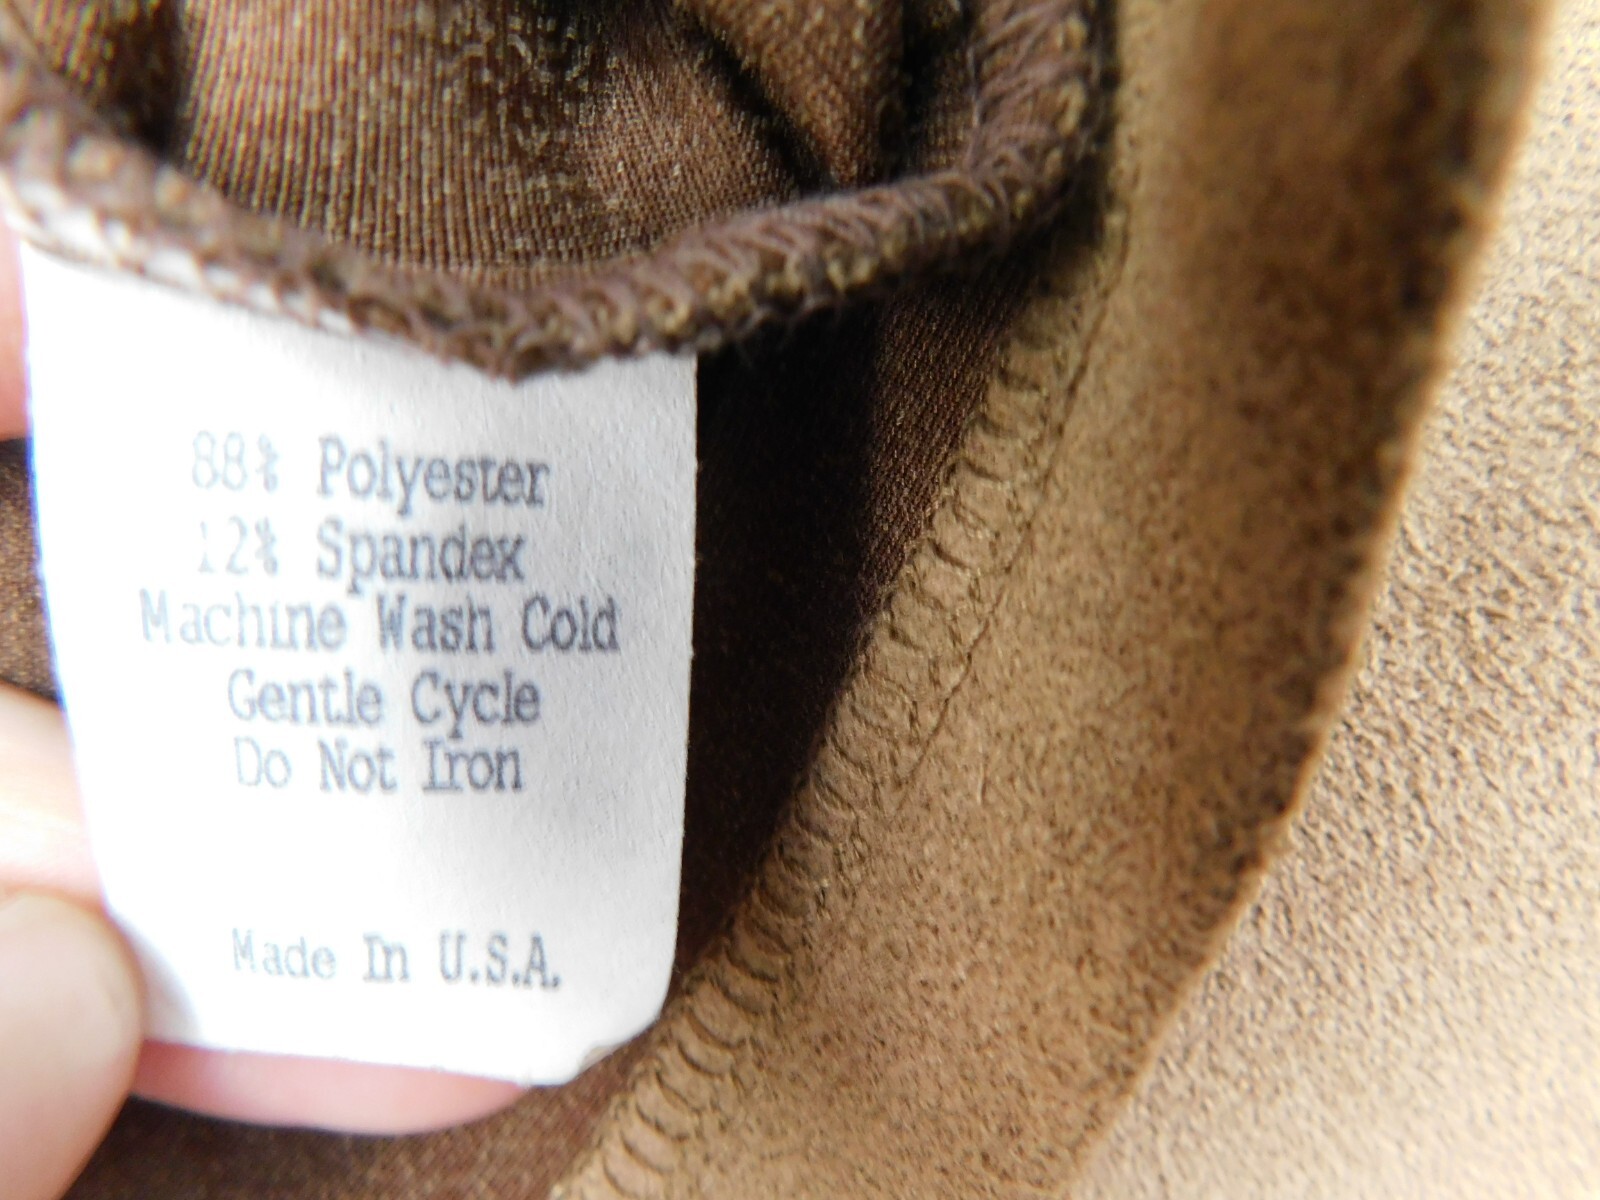 88% Polyester
12% Spandex
Machine Wash Cold
Gentle Cycle
Do Not Iron
Made In U.S.A.